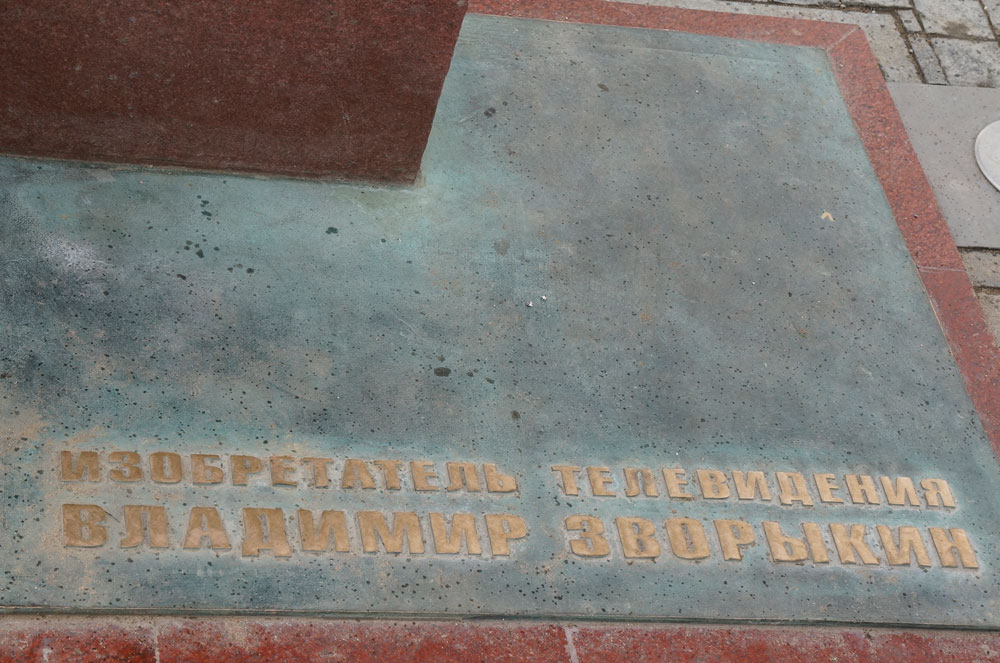 ИЗОБРЕТАТЕЛЬ ТЕЛЕВИДЕНИЯ
ВЛАДИМИР ЗВОРЫКИН